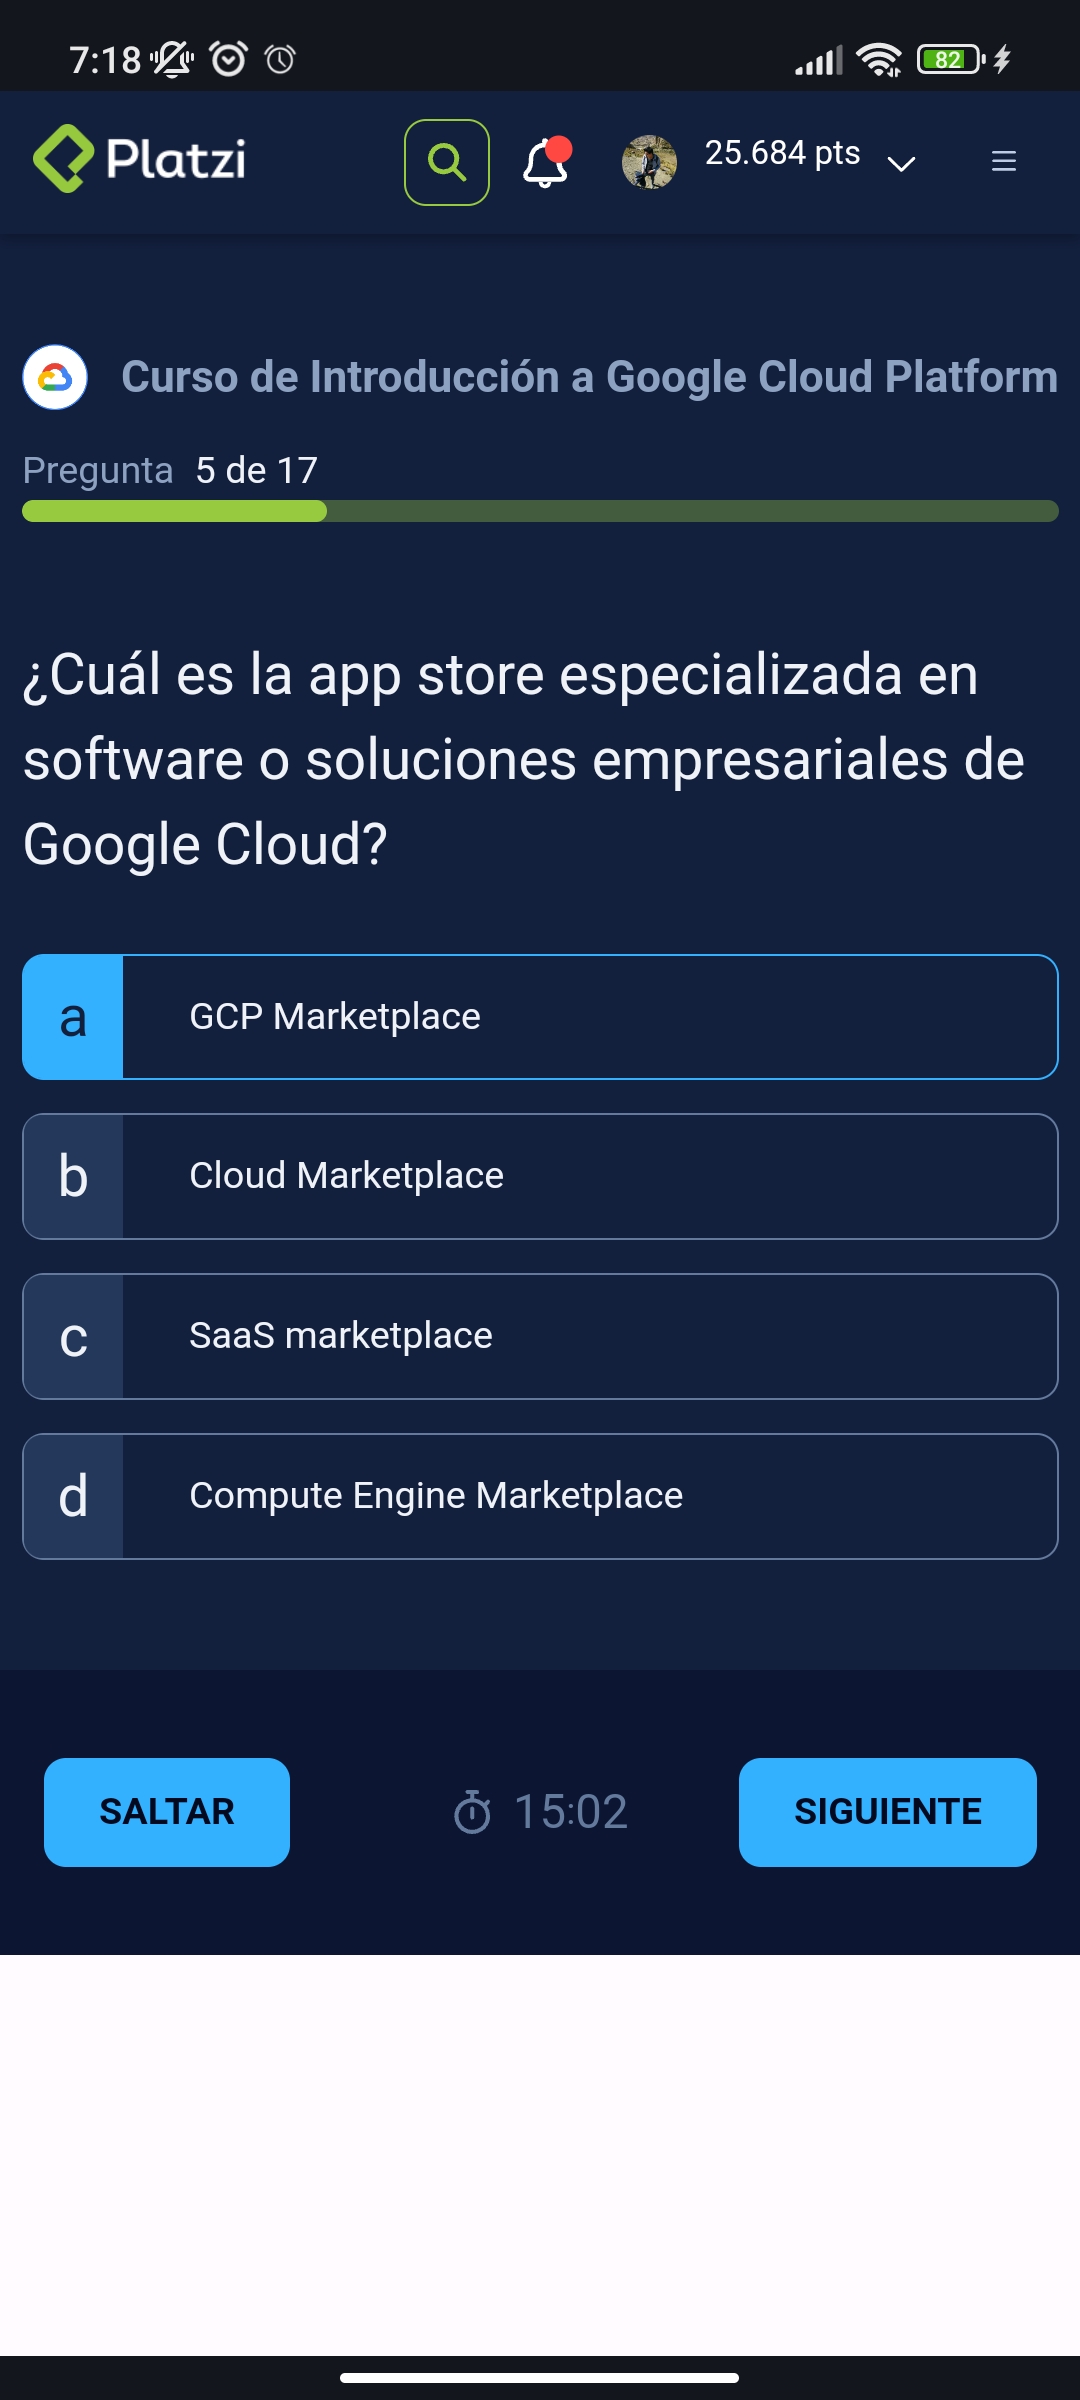 7:18
82
Platzi
25.684 pts
Curso de Introducción a Google Cloud Platform
Pregunta 5 de 17
¿Cuál es la app store especializada en
software o soluciones empresariales de
Google Cloud?
a GCP Marketplace
b Cloud Marketplace
c SaaS marketplace
d Compute Engine Marketplace
SALTAR
15:02
SIGUIENTE